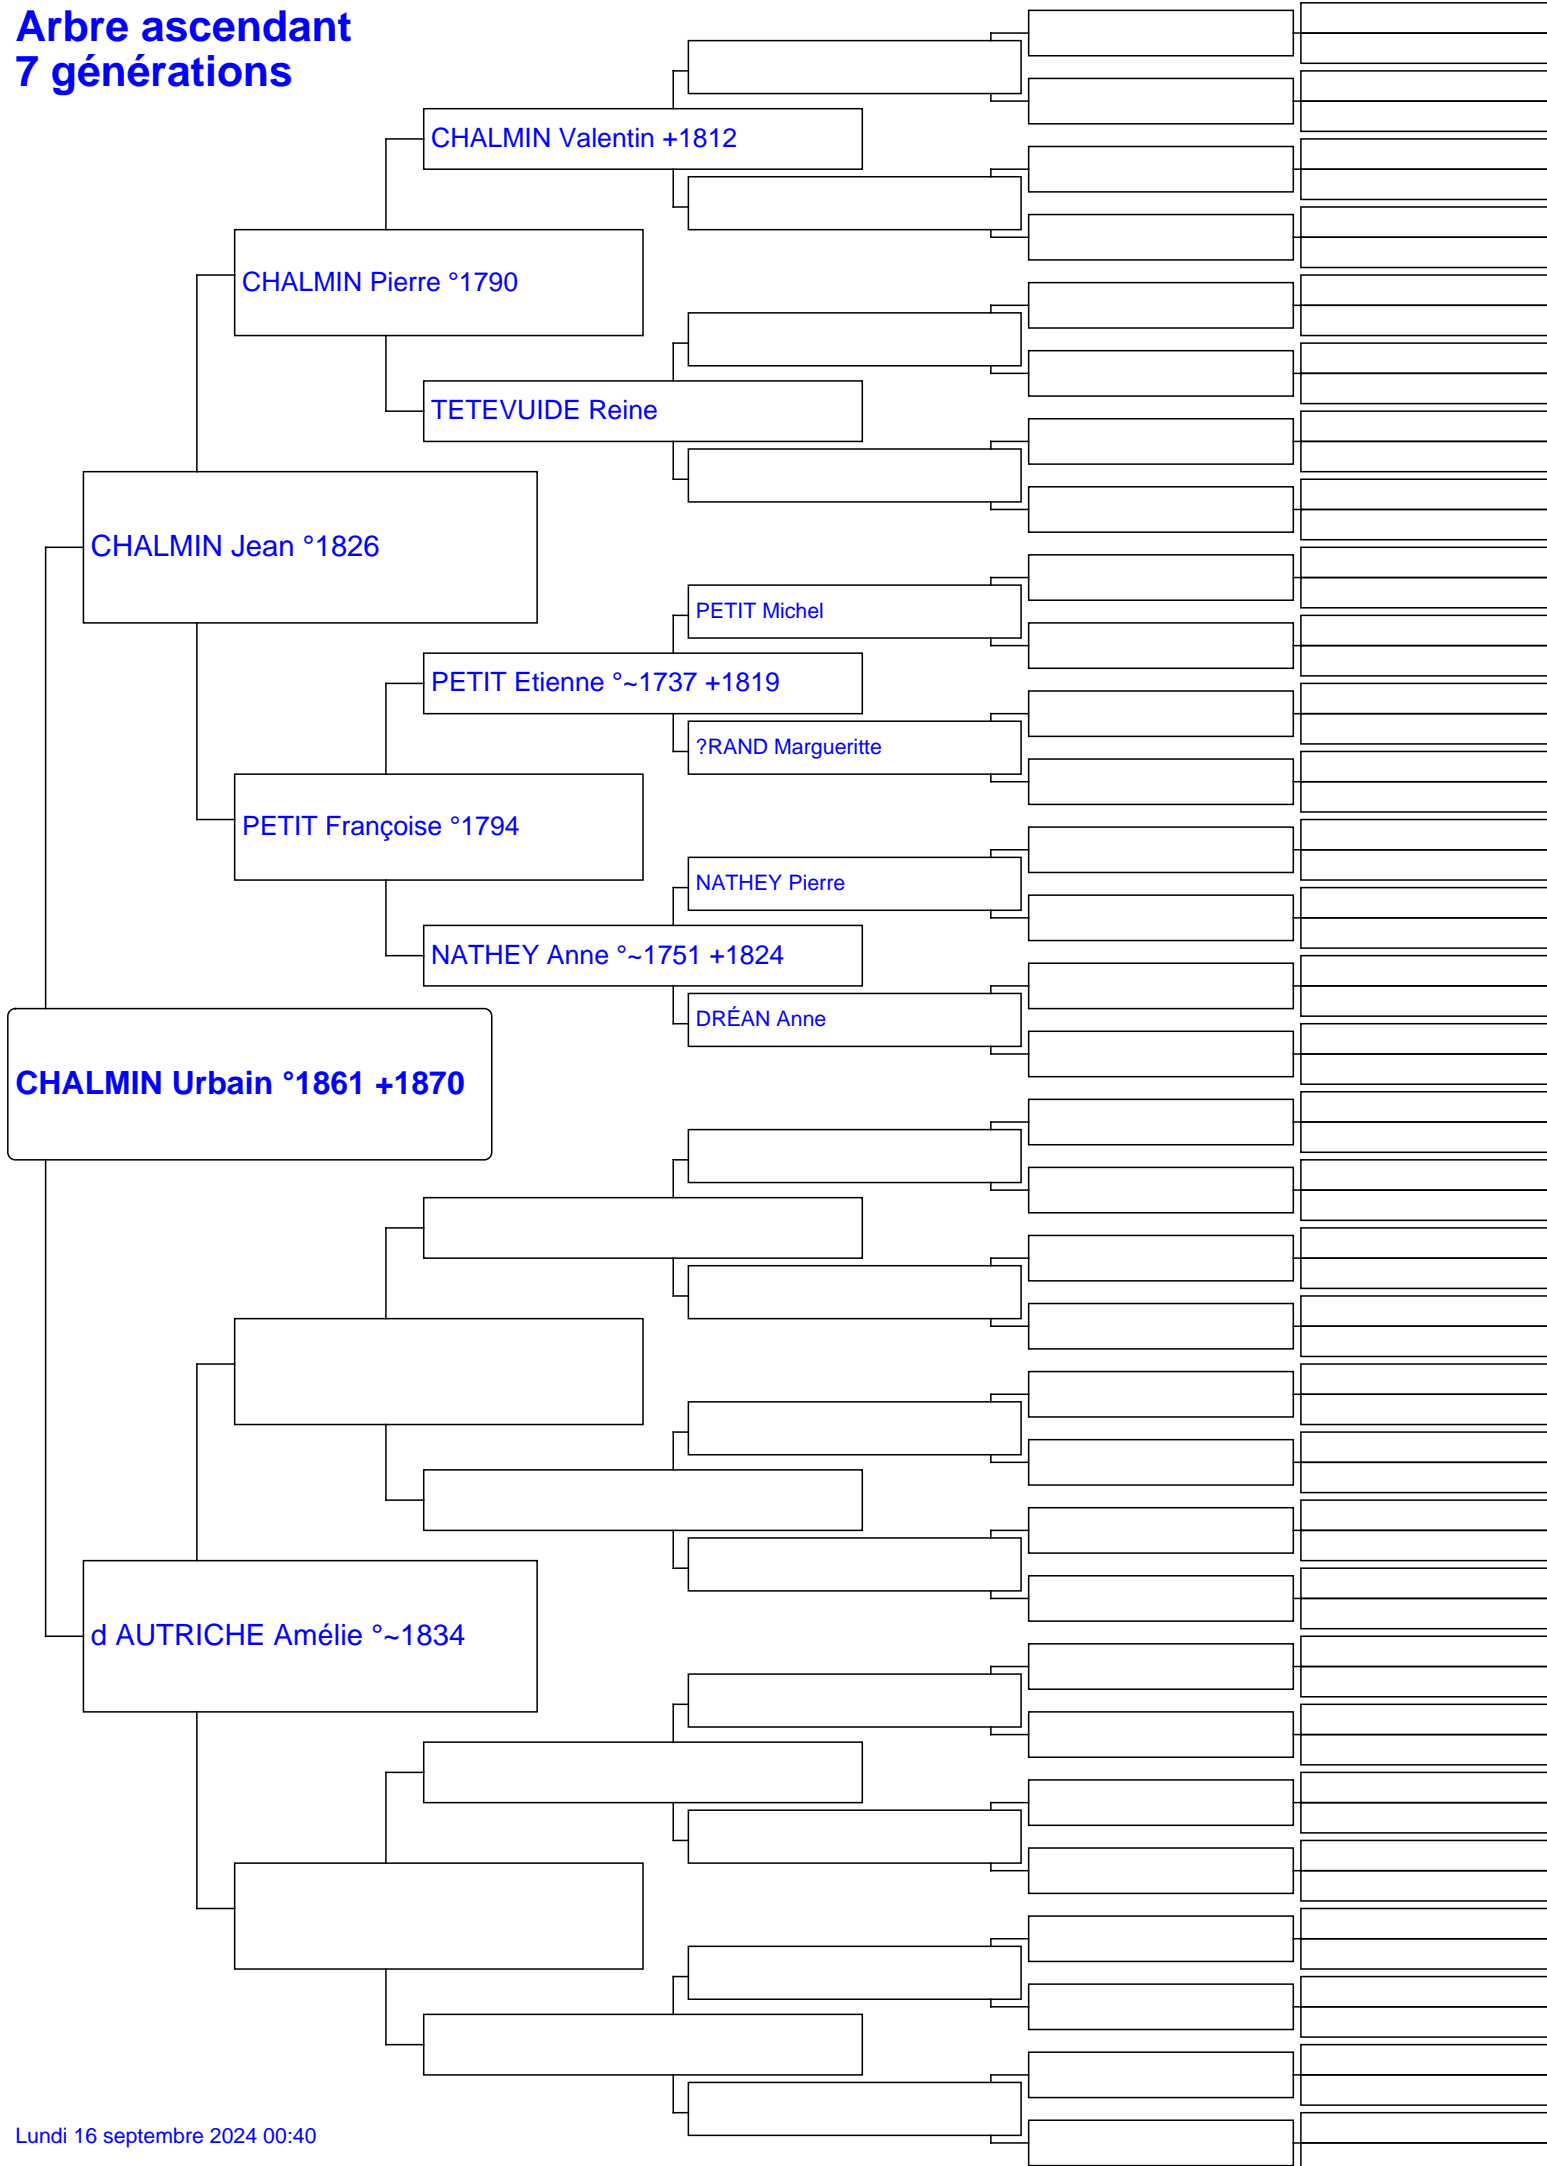 Arbre ascendant
7 générations
CHALMIN Valentin +1812
CHALMIN Pierre °1790
TETEVUIDE Reine
CHALMIN Jean °1826
PETIT Michel
PETIT Etienne °~1737 +1819
?RAND Margueritte
PETIT Françoise °1794
NATHEY Pierre
NATHEY Anne °~1751 +1824
DRÉAN Anne
CHALMIN Urbain °1861 +1870
d AUTRICHE Amélie °~1834
Lundi 16 septembre 2024 00:40